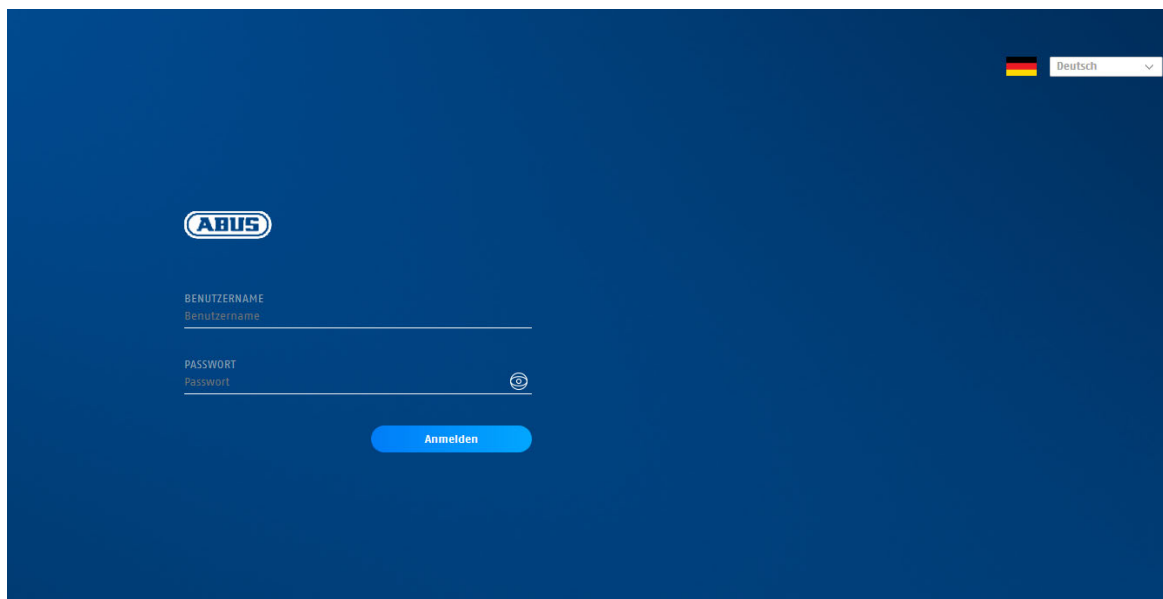 Deutsch
ABUS
BENUTZERNAME
Benutzername
PASSWORT
Passwort
Anmelden